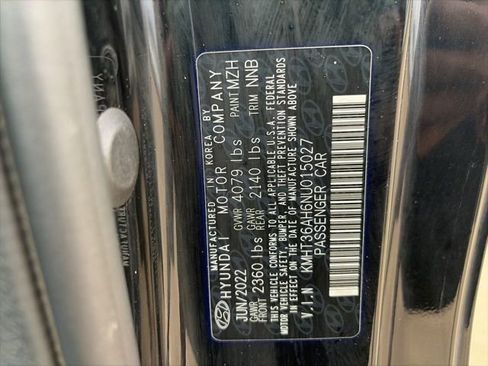 MANUFACTURED IN KOREA BY
HYUNDAI MOTOR COMPANY
JUN/2022 GVWR 4079 lbs PAINT MZH
GAWR FRONT 2360 lbs GAWR REAR 2140 lbs TRIM NNB
THIS VEHICLE CONFORMS TO ALL APPLICABLE U.S.A. FEDERAL
MOTOR VEHICLE SAFETY, BUMPER, AND THEFT PREVENTION STANDARDS
IN EFFECT ON THE DATE OF MANUFACTURE SHOWN ABOVE.
V.I.N KMHT36AH6NU015027
PASSENGER CAR